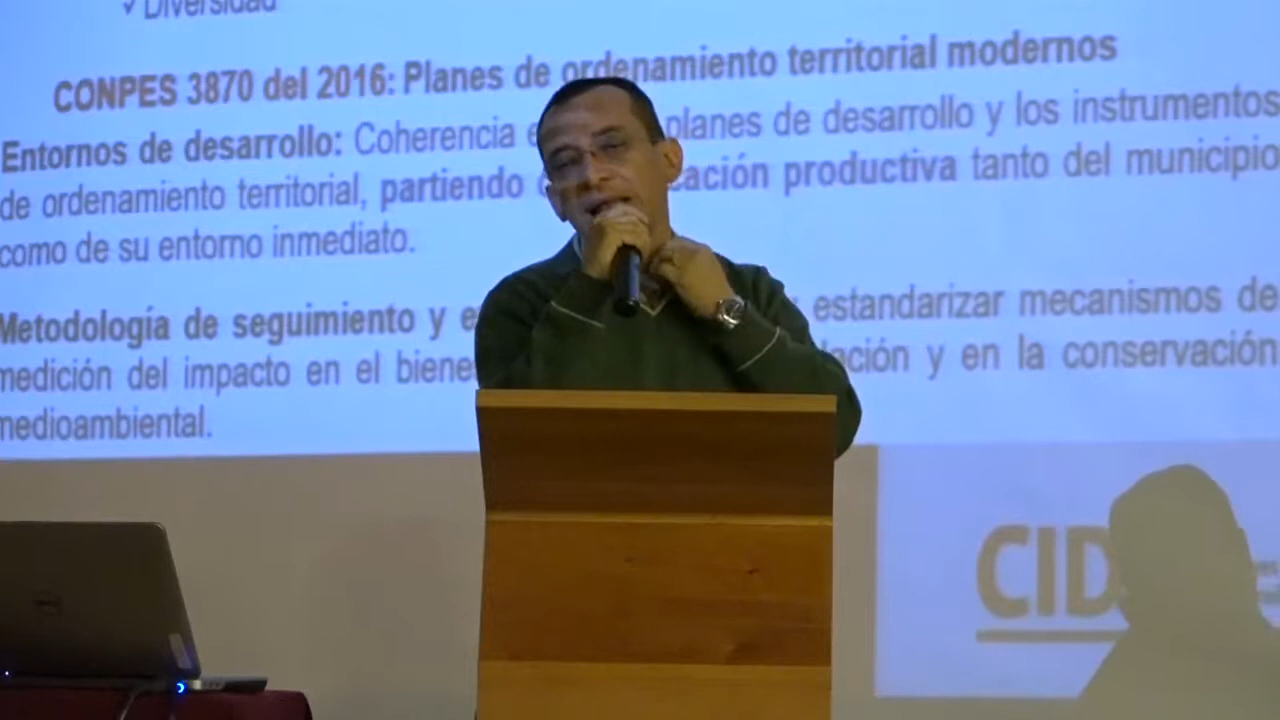 ✓ Diversidad
CONPES 3870 del 2016: Planes de ordenamiento territorial modernos
Entornos de desarrollo: Coherencia planes de desarrollo y los instrumentos
de ordenamiento territorial, partiendo productiva tanto del municipio
como de su entorno inmediato.
Metodología de seguimiento y estandarizar mecanismos de
medición del impacto en el y en la conservación
medioambiental.
DELL
CID